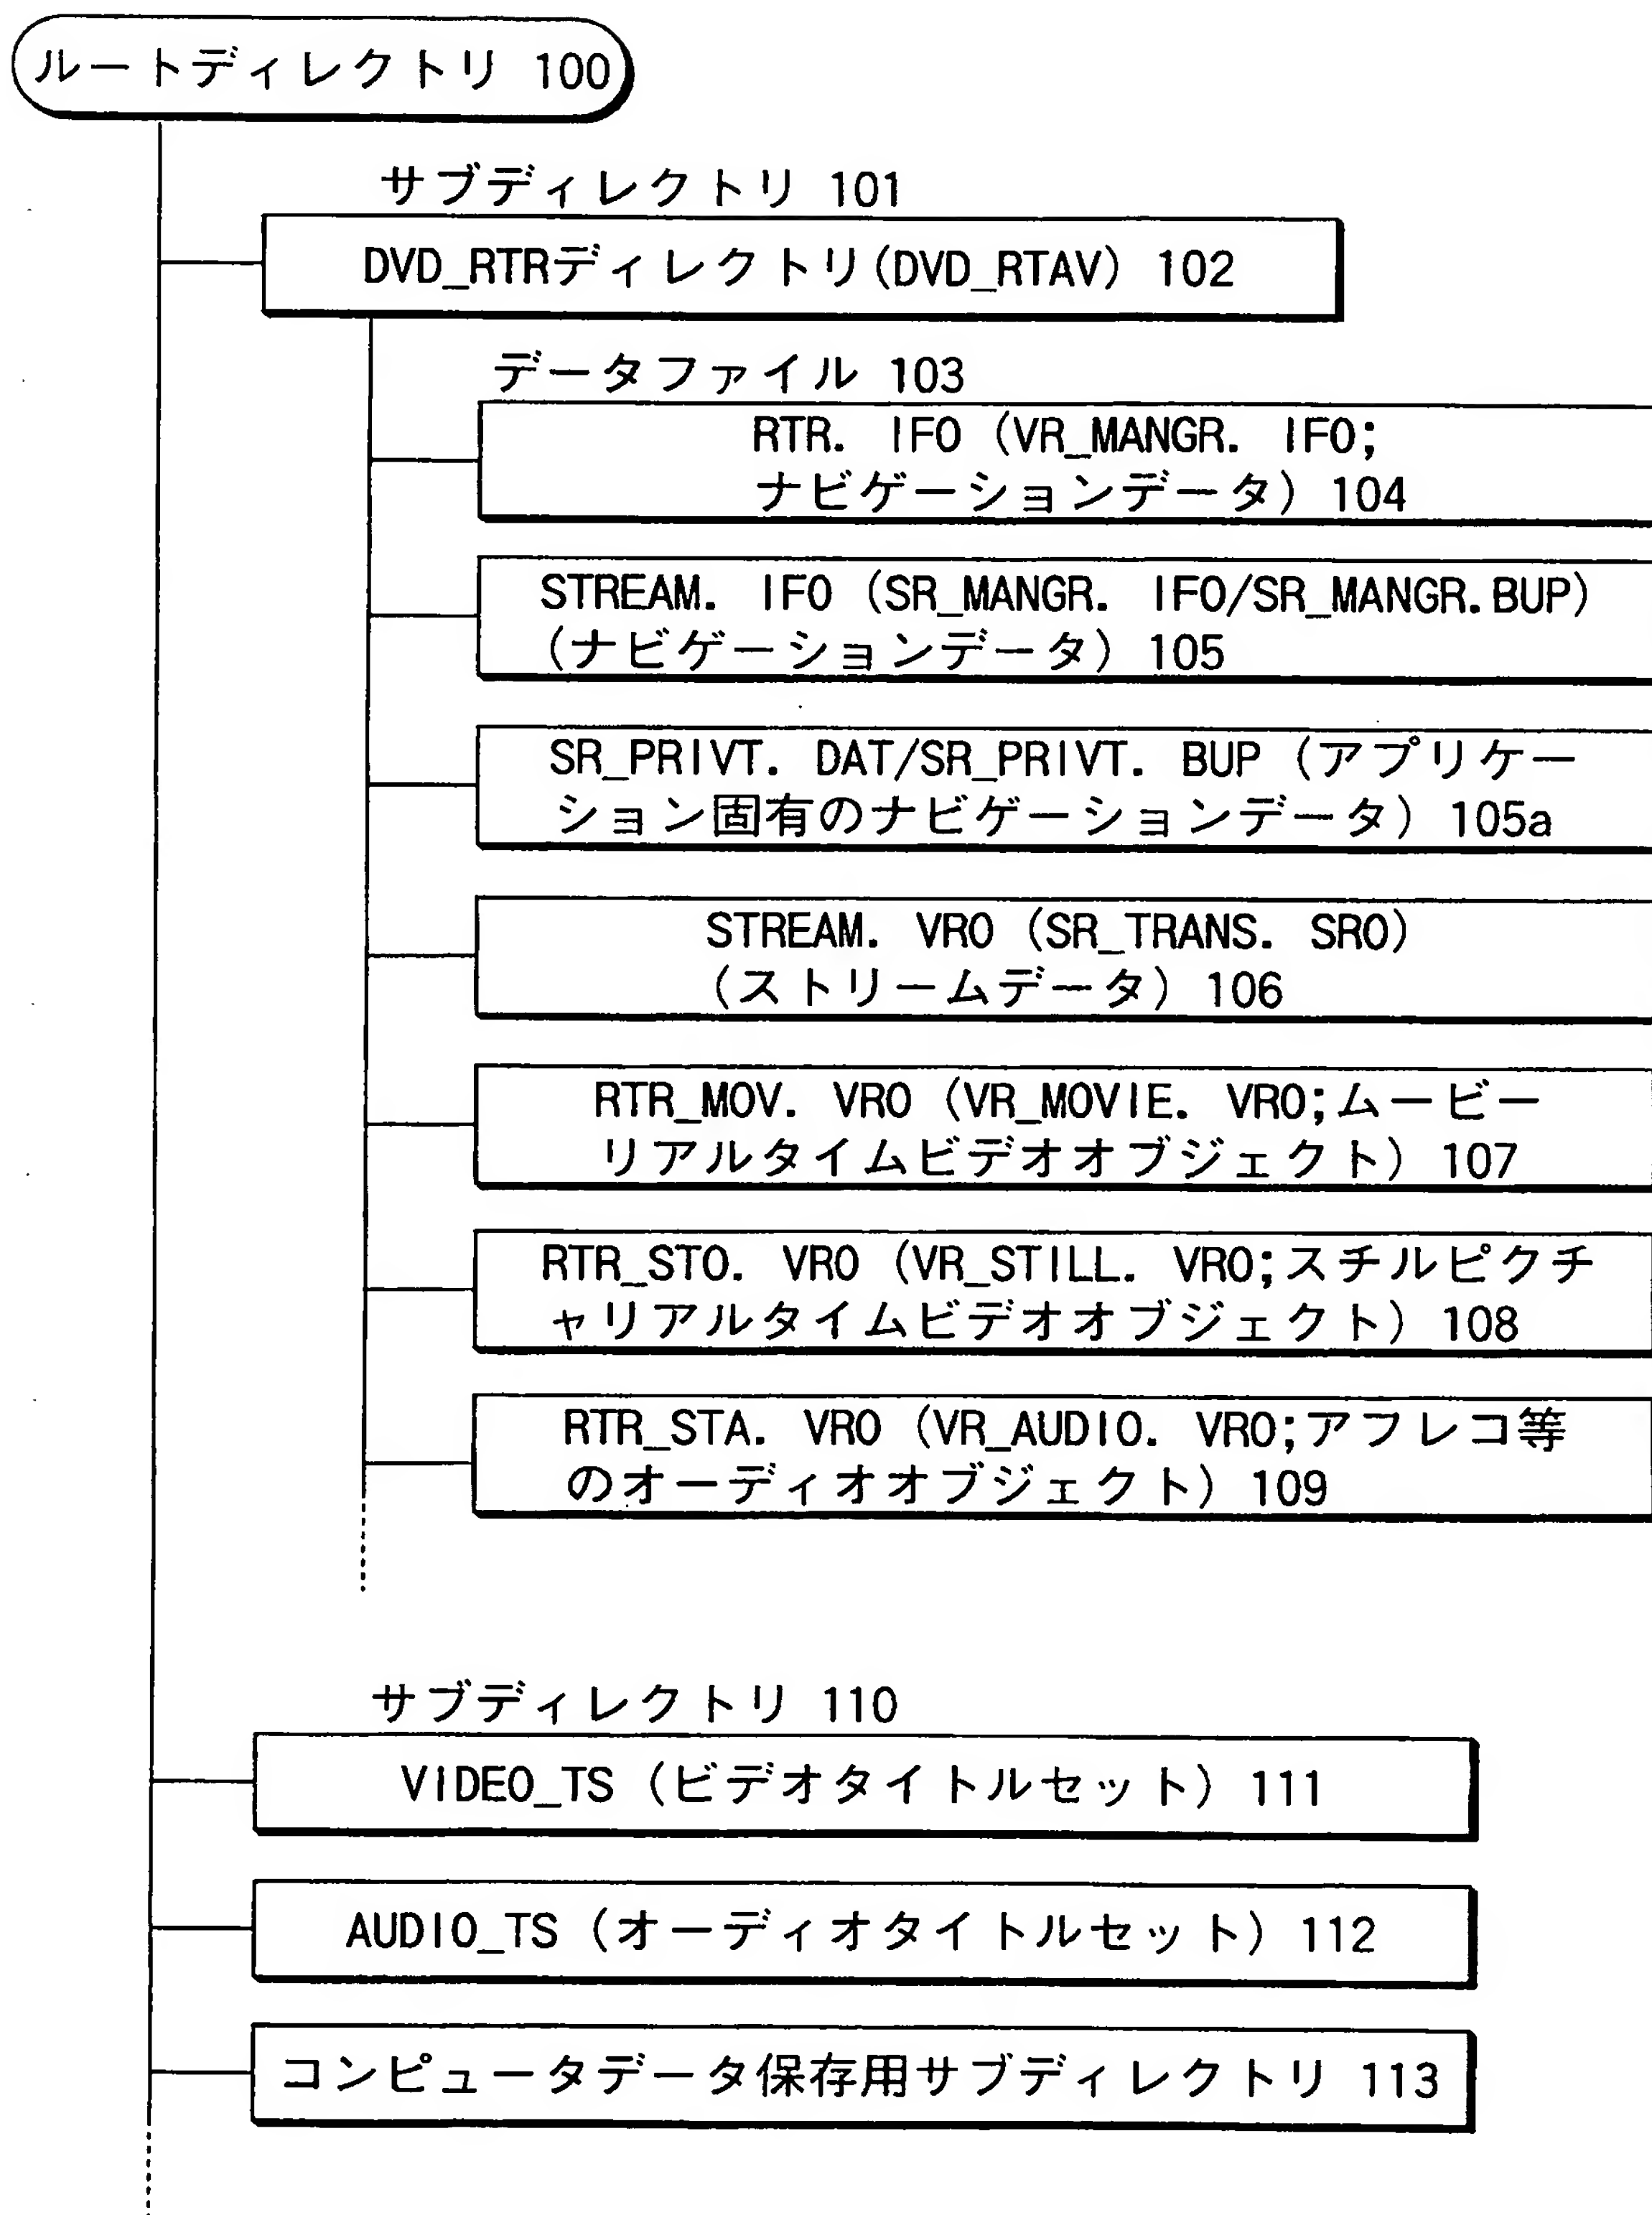 ルートディレクトリ 100
サブディレクトリ 101
DVD_RTRディレクトリ(DVD_RTAV) 102
データファイル 103
RTR. IFO (VR_MANGR. IFO;
ナビゲーションデータ) 104
STREAM. IFO (SR_MANGR. IFO/SR_MANGR.BUP)
(ナビゲーションデータ) 105
SR_PRIVT. DAT/SR_PRIVT. BUP (アプリケー
ション固有のナビゲーションデータ) 105a
STREAM. VRO (SR_TRANS. SRO)
(ストリームデータ) 106
RTR_MOV. VRO (VR_MOVIE. VRO;ムービー
リアルタイムビデオオブジェクト) 107
RTR_STO. VRO (VR_STILL. VRO;スチルピクチ
ャリアルタイムビデオオブジェクト) 108
RTR_STA. VRO (VR_AUDIO. VRO;アフレコ等
のオーディオオブジェクト) 109
サブディレクトリ 110
VIDEO_TS (ビデオタイトルセット) 111
AUDIO_TS (オーディオタイトルセット) 112
コンピュータデータ保存用サブディレクトリ 113